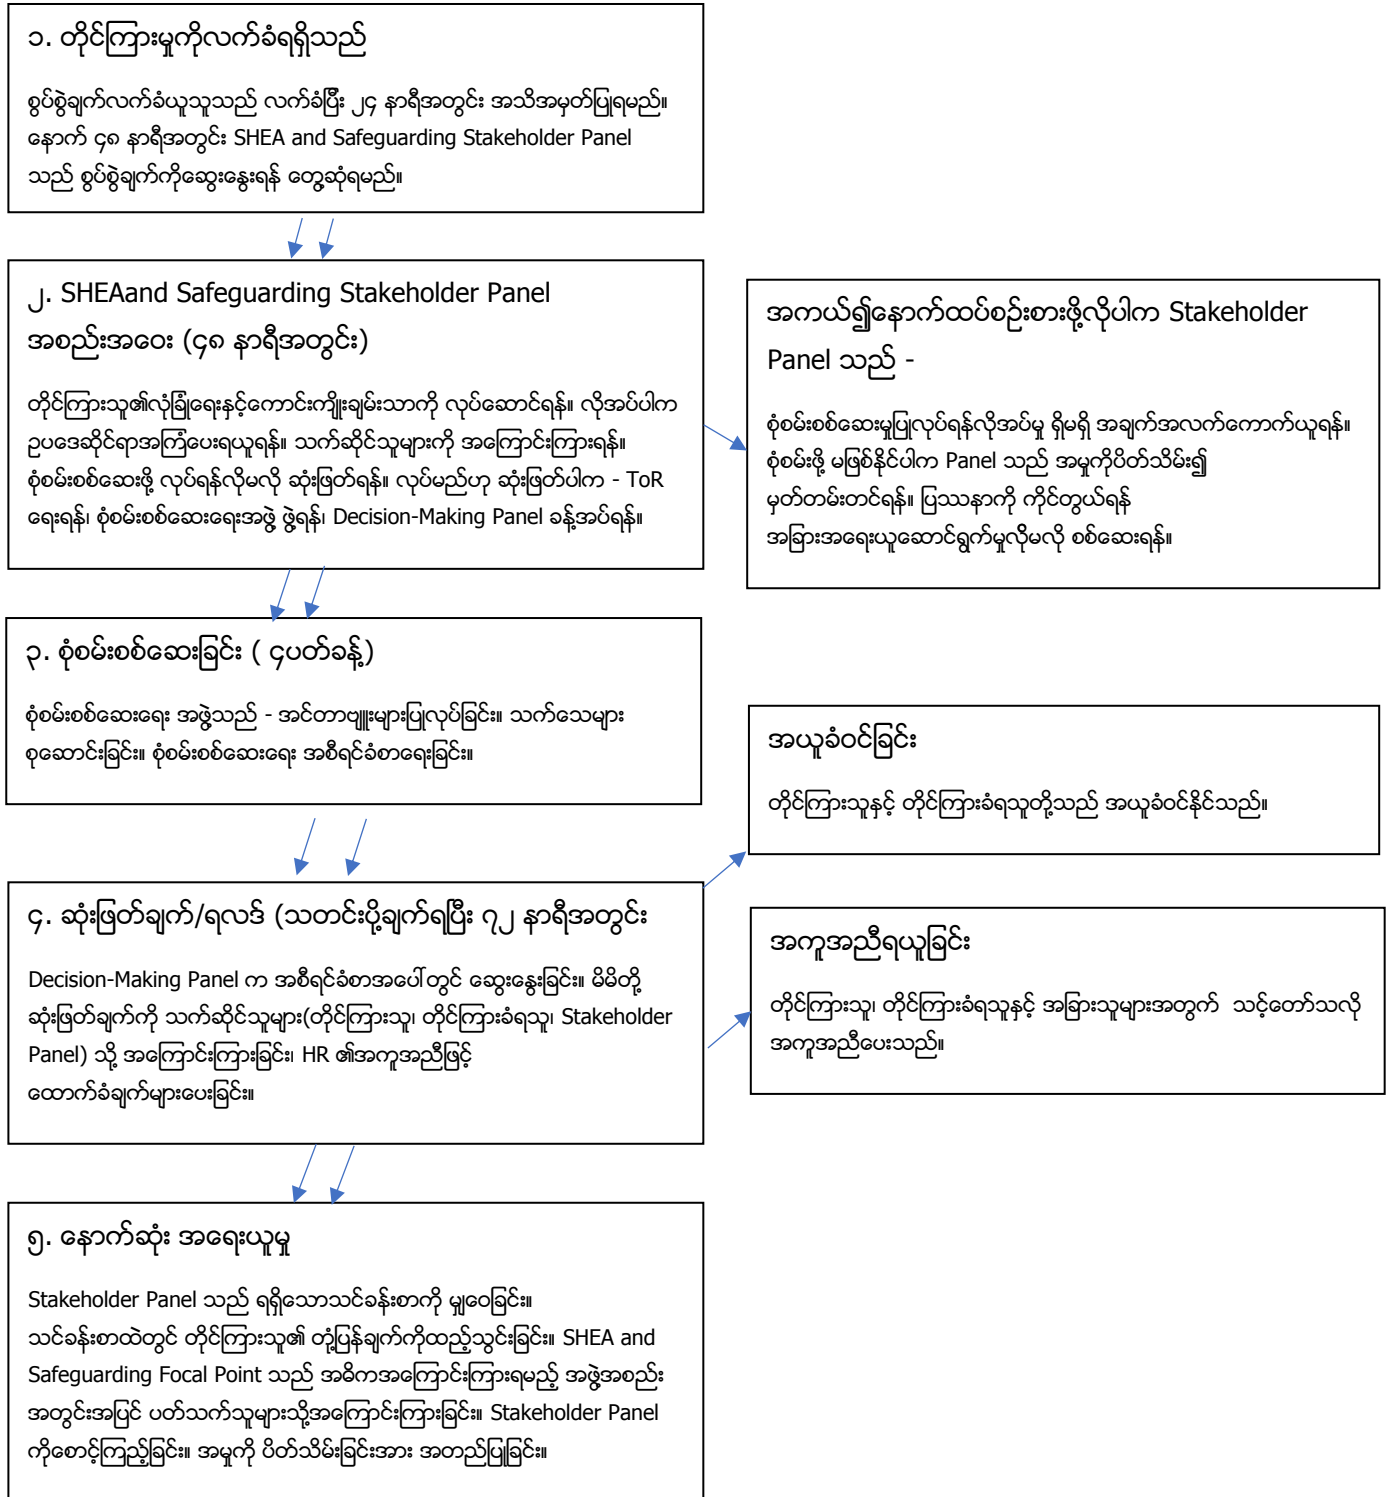 ၁. တိုင်ကြားမှုကိုလက်ခံရရှိသည်
စွပ်စွဲချက်လက်ခံယူသူသည် လက်ခံပြီး ၂၄ နာရီအတွင်း အသိအမှတ်ပြုရမည်။
နောက် ၄၈ နာရီအတွင်း SHEA and Safeguarding Stakeholder Panel
သည် စွပ်စွဲချက်ကိုဆွေးနွေးရန် တွေ့ဆုံရမည်။
၂. SHEAand Safeguarding Stakeholder Panel
အစည်းအဝေး (၄၈ နာရီအတွင်း)
တိုင်ကြားသူ၏လုံခြုံရေးနှင့်ကောင်းကျိုးချမ်းသာကို လုပ်ဆောင်ရန်။ လိုအပ်ပါက
ဥပဒေဆိုင်ရာအကြံပေးရယူရန်။ သက်ဆိုင်သူများကို အကြောင်းကြားရန်။
စုံစမ်းစစ်ဆေးဖို့ လုပ်ရန်လိုမလို ဆုံးဖြတ်ရန်။ လုပ်မည်ဟု ဆုံးဖြတ်ပါက - ToR
ရေးရန်၊ စုံစမ်းစစ်ဆေးရေးအဖွဲ့ ဖွဲ့ရန်၊ Decision-Making Panel ခန့်အပ်ရန်။
အကယ်၍နောက်ထပ်စဉ်းစားဖို့လိုပါက Stakeholder
Panel သည် -
စုံစမ်းစစ်ဆေးမှုပြုလုပ်ရန်လိုအပ်မှု ရှိမရှိ အချက်အလက်ကောက်ယူရန်။
စုံစမ်းဖို့ မဖြစ်နိုင်ပါက Panel သည် အမှုကိုပိတ်သိမ်း၍
မှတ်တမ်းတင်ရန်။ ပြဿနာကို ကိုင်တွယ်ရန်
အခြားအရေးယူဆောင်ရွက်မှုလိုမလို စစ်ဆေးရန်။
၃. စုံစမ်းစစ်ဆေးခြင်း ( ၄ပတ်ခန့်)
စုံစမ်းစစ်ဆေးရေး အဖွဲ့သည် - အင်တာဗျူးများပြုလုပ်ခြင်း။ သက်သေများ
စုဆောင်းခြင်း။ စုံစမ်းစစ်ဆေးရေး အစီရင်ခံစာရေးခြင်း။
အယူခံဝင်ခြင်း
တိုင်ကြားသူနှင့် တိုင်ကြားခံရသူတို့သည် အယူခံဝင်နိုင်သည်။
၄. ဆုံးဖြတ်ချက်/ရလဒ် (သတင်းပို့ချက်ရပြီး ၇၂ နာရီအတွင်း
Decision-Making Panel က အစီရင်ခံစာအပေါ်တွင် ဆွေးနွေးခြင်း။ မိမိတို့
ဆုံးဖြတ်ချက်ကို သက်ဆိုင်သူများ(တိုင်ကြားသူ၊ တိုင်ကြားခံရသူ၊ Stakeholder
Panel) သို့ အကြောင်းကြားခြင်း၊ HR ၏အကူအညီဖြင့်
ထောက်ခံချက်များပေးခြင်း။
အကူအညီရယူခြင်း
တိုင်ကြားသူ၊ တိုင်ကြားခံရသူနှင့် အခြားသူများအတွက် သင့်တော်သလို
အကူအညီပေးသည်။
၅. နောက်ဆုံး အရေးယူမှု
Stakeholder Panel သည် ရရှိသောသင်ခန်းစာကို မျှဝေခြင်း။
သင်ခန်းစာထဲတွင် တိုင်ကြားသူ၏ တုံ့ပြန်ချက်ကိုထည့်သွင်းခြင်း။ SHEA and
Safeguarding Focal Point သည် အဓိကအကြောင်းကြားရမည့် အဖွဲ့အစည်း
အတွင်းအပြင် ပတ်သက်သူများသို့အကြောင်းကြားခြင်း။ Stakeholder Panel
ကိုစောင့်ကြည့်ခြင်း။ အမှုကို ပိတ်သိမ်းခြင်းအား အတည်ပြုခြင်း။